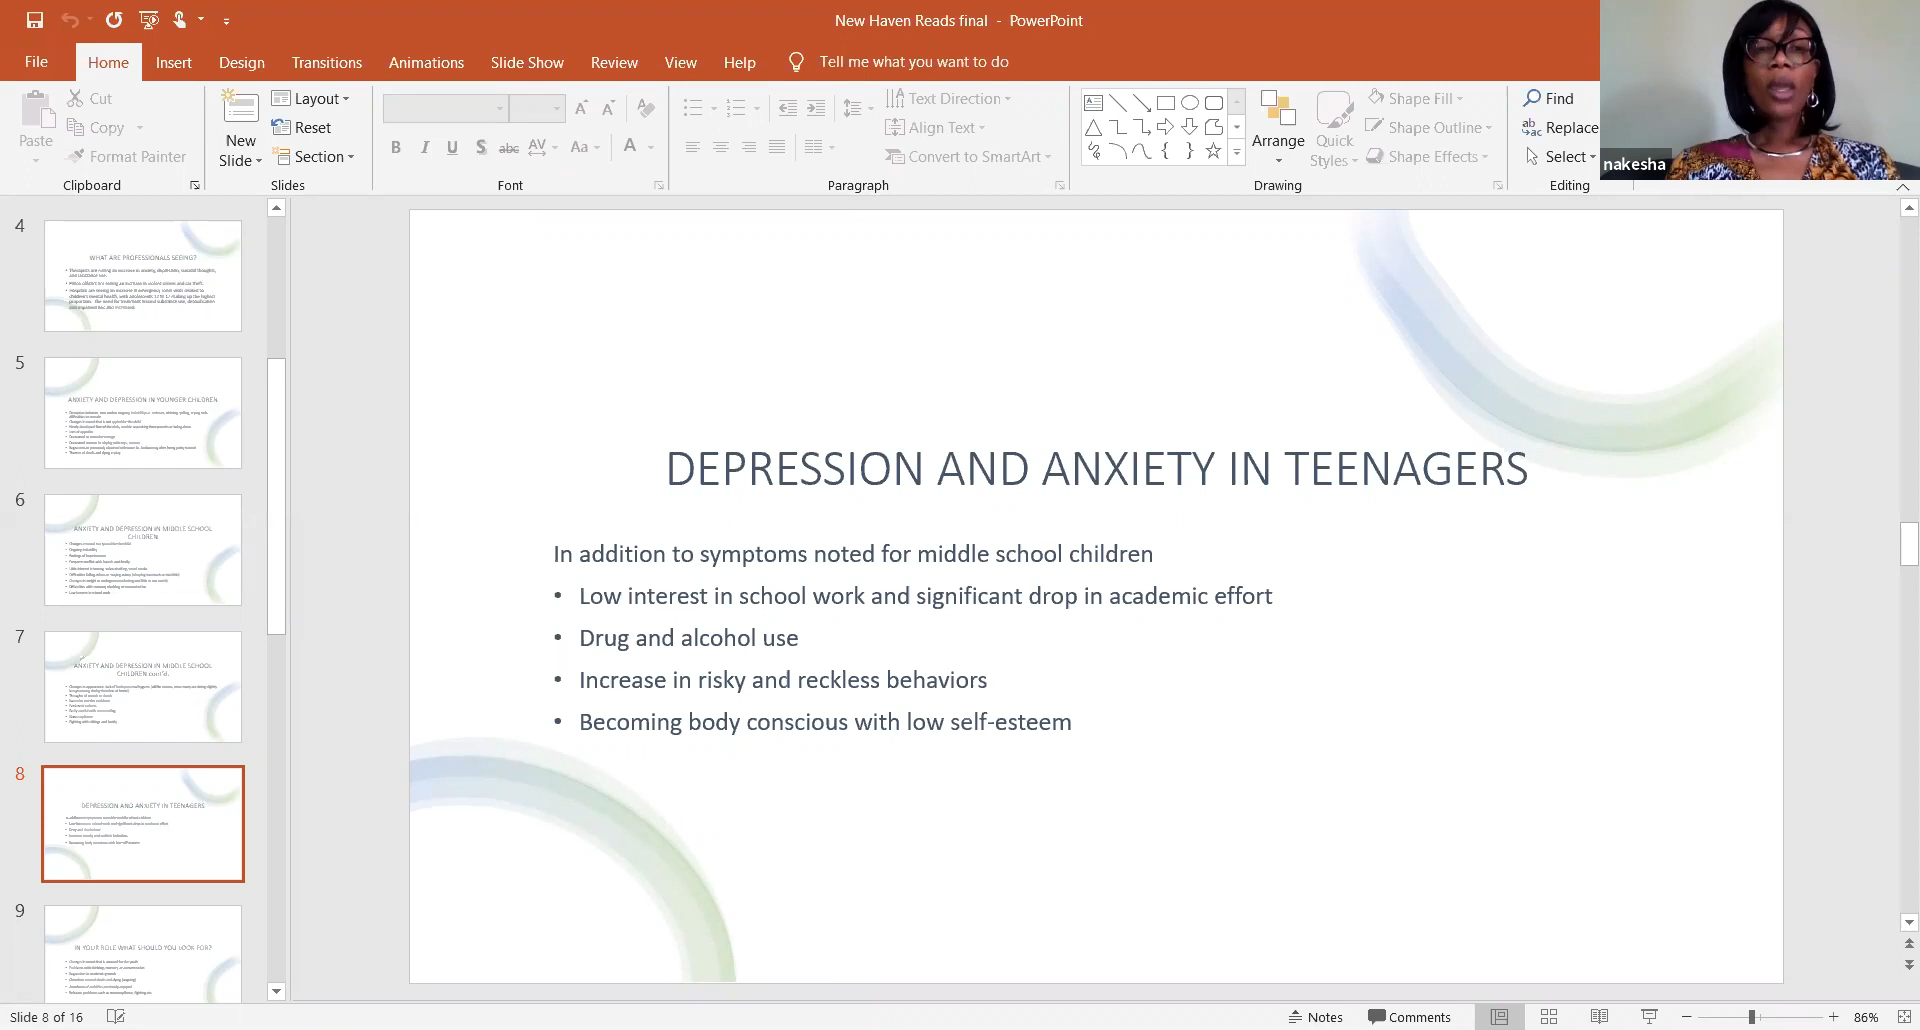 New Haven Reads final - PowerPoint
File Home Insert Design Transitions Animations Slide Show Review View Help Tell me what you want to do
Paste
Cut
Copy
Format Painter
Clipboard
New Slide
Layout
Reset
Section
Slides
B I U S abc AV Aa A
Font
Text Direction
Align Text
Convert to SmartArt
Paragraph
Arrange
Quick Styles
Shape Fill
Shape Outline
Shape Effects
Drawing
Find
Replace
Select
Editing
nakesha
4
WHAT ARE PROFESSIONALS SEEING?
5
ANXIETY AND DEPRESSION IN YOUNGER CHILDREN
6
ANXIETY AND DEPRESSION IN MIDDLE SCHOOL
CHILDREN
7
ANXIETY AND DEPRESSION IN MIDDLE SCHOOL
CHILDREN cont'd.
8
DEPRESSION AND ANXIETY IN TEENAGERS
9
IN YOUR ROLE WHAT SHOULD YOU LOOK FOR?
DEPRESSION AND ANXIETY IN TEENAGERS
In addition to symptoms noted for middle school children
• Low interest in school work and significant drop in academic effort
• Drug and alcohol use
• Increase in risky and reckless behaviors
• Becoming body conscious with low self-esteem
Slide 8 of 16
Notes Comments 86%